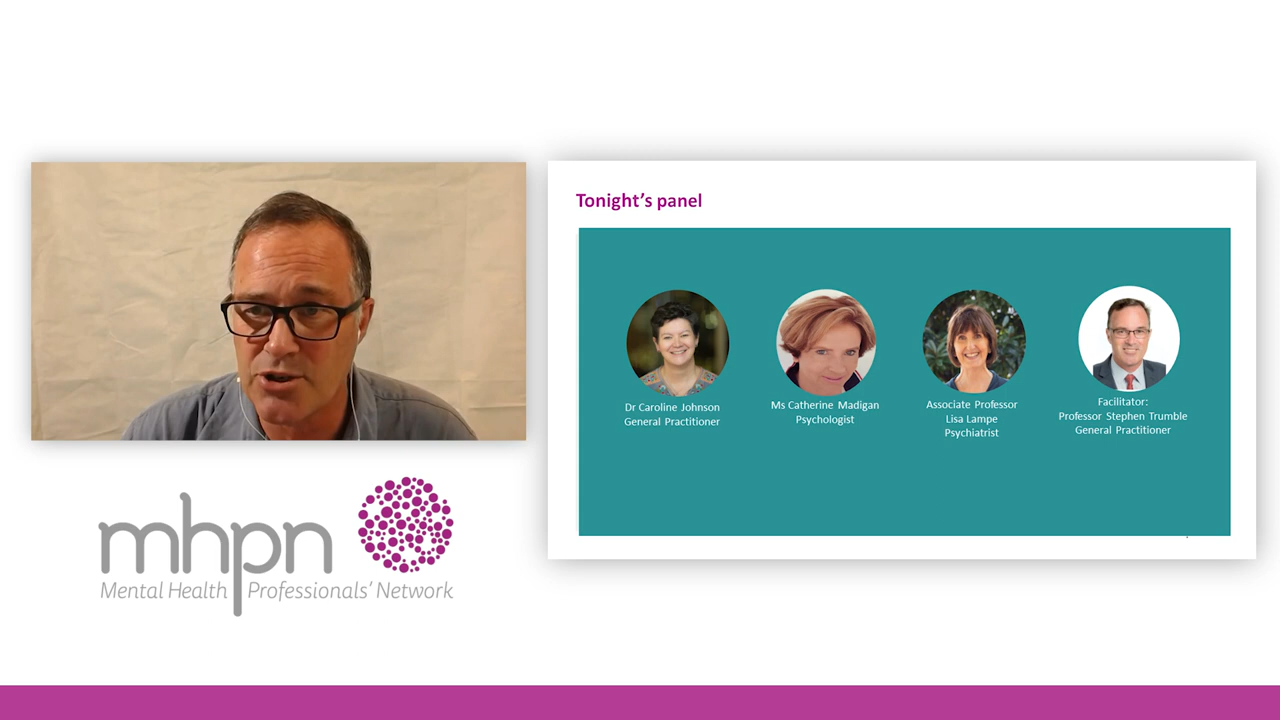 Tonight's panel
Dr Caroline Johnson
General Practitioner
Ms Catherine Madigan
Psychologist
Associate Professor
Lisa Lampe
Psychiatrist
Facilitator:
Professor Stephen Trumble
General Practitioner
mhpn
Mental Health Professionals' Network